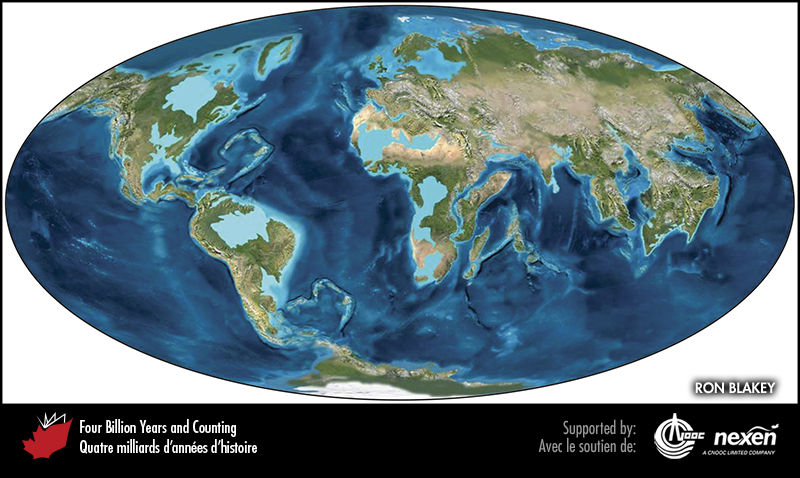 RON BLAKEY
Four Billion Years and Counting
Quatre milliards d'années d'histoire
Supported by:
Avec le soutien de:
CNOOC
nexen
A CNOOC LIMITED COMPANY